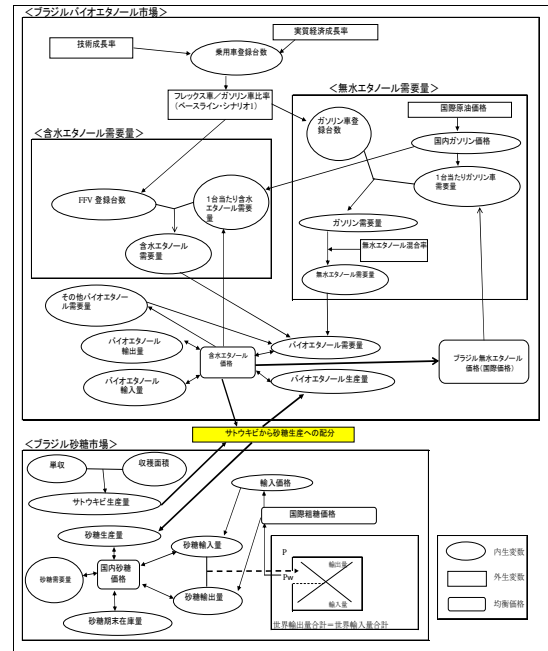 ＜ブラジルバイオエタノール市場＞
実質経済成長率
技術成長率
乗用車登録台数
フレックス車／ガソリン車比率
（ベースライン・シナリオ1）
＜無水エタノール需要量＞
ガソリン車登
録台数
国際原油価格
国内ガソリン価格
＜含水エタノール需要量＞
1台当たりガソリン車
需要量
FFV 登録台数
1台当たり含水
エタノール需要
量
ガソリン需要量
含水エタノール
需要量
無水エタノール混合率
無水エタノール需要量
その他バイオエタノー
ル需要量
バイオエタノール
輸出量
含水エタノール
価格
バイオエタノール需要量
ブラジル無水エタノール
価格(国際価格)
バイオエタノール
輸入量
バイオエタノール生産量
サトウキビから砂糖生産への配分
＜ブラジル砂糖市場＞
単収
収穫面積
サトウキビ生産量
輸入価格
国際粗糖価格
砂糖生産量
砂糖輸入量
国内砂糖
価格
砂糖需要量
砂糖輸出量
砂糖期末在庫量
P
Pw
輸出量
輸入量
世界輸出量合計＝世界輸入量合計
内生変数
外生変数
均衡価格